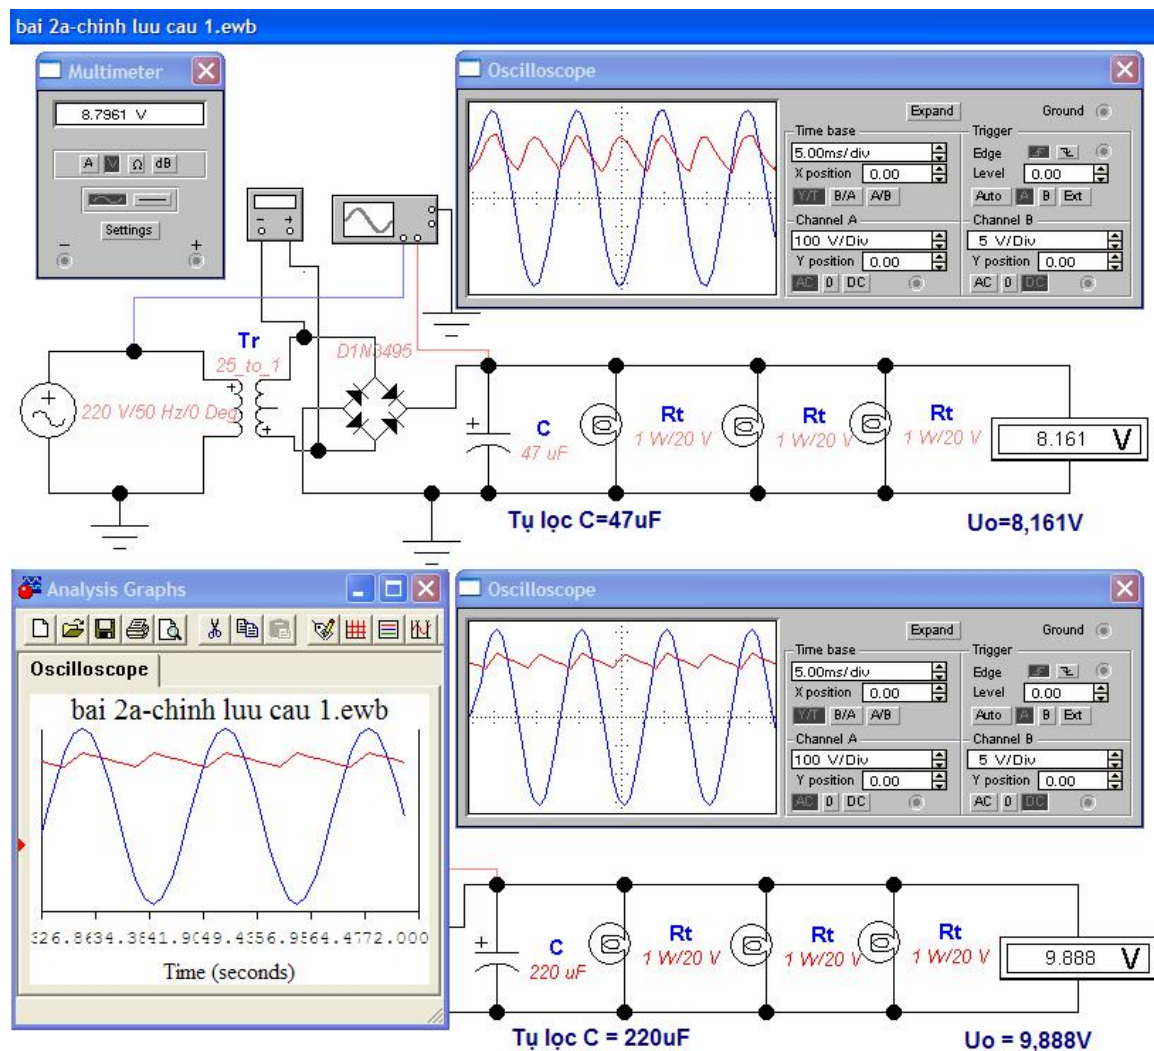 bai 2a-chinh luu cau 1.ewb
Multimeter
8.7961 V
A V Ω dB
Settings
− +
Oscilloscope
Expand
Ground
Time base
5.00ms/div
X position 0.00
Y/T B/A A/B
Trigger
Edge
Level 0.00
Auto A B Ext
Channel A
100 V/Div
Y position 0.00
AC 0 DC
Channel B
5 V/Div
Y position 0.00
AC 0 DC
Tr
25_to_1
D1N3495
220 V/50 Hz/0 Deg
C
47 uF
Rt
1 W/20 V
Rt
1 W/20 V
Rt
1 W/20 V
8.161 V
Tụ lọc C=47uF
Uo=8,161V
Analysis Graphs
Oscilloscope
bai 2a-chinh luu cau 1.ewb
Time (seconds)
Oscilloscope
Expand
Ground
Time base
5.00ms/div
X position 0.00
Y/T B/A A/B
Trigger
Edge
Level 0.00
Auto A B Ext
Channel A
100 V/Div
Y position 0.00
AC 0 DC
Channel B
5 V/Div
Y position 0.00
AC 0 DC
C
220 uF
Rt
1 W/20 V
Rt
1 W/20 V
Rt
1 W/20 V
9.888 V
Tụ lọc C = 220uF
Uo = 9,888V